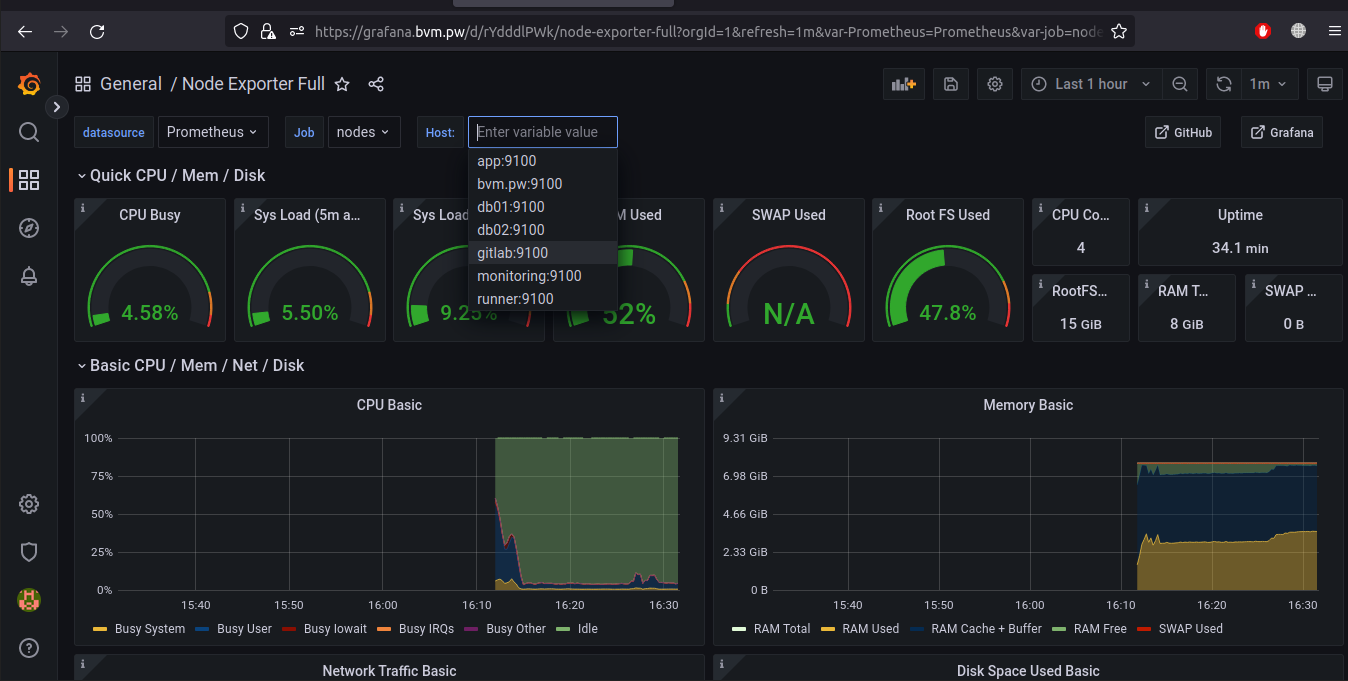 https://grafana.bvm.pw/d/rYdddlPWk/node-exporter-full?orgId=1&refresh=1m&var-Prometheus=Prometheus&var-job=node
General / Node Exporter Full
Last 1 hour
1m
datasource Prometheus Job nodes Host: Enter variable value GitHub Grafana
app:9100
bvm.pw:9100
db01:9100
db02:9100
gitlab:9100
monitoring:9100
runner:9100
Quick CPU / Mem / Disk
CPU Busy
4.58%
Sys Load (5m a...
5.50%
Sys Load
9.25%
M Used
52%
SWAP Used
N/A
Root FS Used
47.8%
CPU Co...
4
Uptime
34.1 min
RootFS...
15 GiB
RAM T...
8 GiB
SWAP ...
0 B
Basic CPU / Mem / Net / Disk
CPU Basic
100%
75%
50%
25%
0%
15:40 15:50 16:00 16:10 16:20 16:30
Busy System Busy User Busy Iowait Busy IRQs Busy Other Idle
Memory Basic
9.31 GiB
6.98 GiB
4.66 GiB
2.33 GiB
0 B
15:40 15:50 16:00 16:10 16:20 16:30
RAM Total RAM Used RAM Cache + Buffer RAM Free SWAP Used
Network Traffic Basic
Disk Space Used Basic